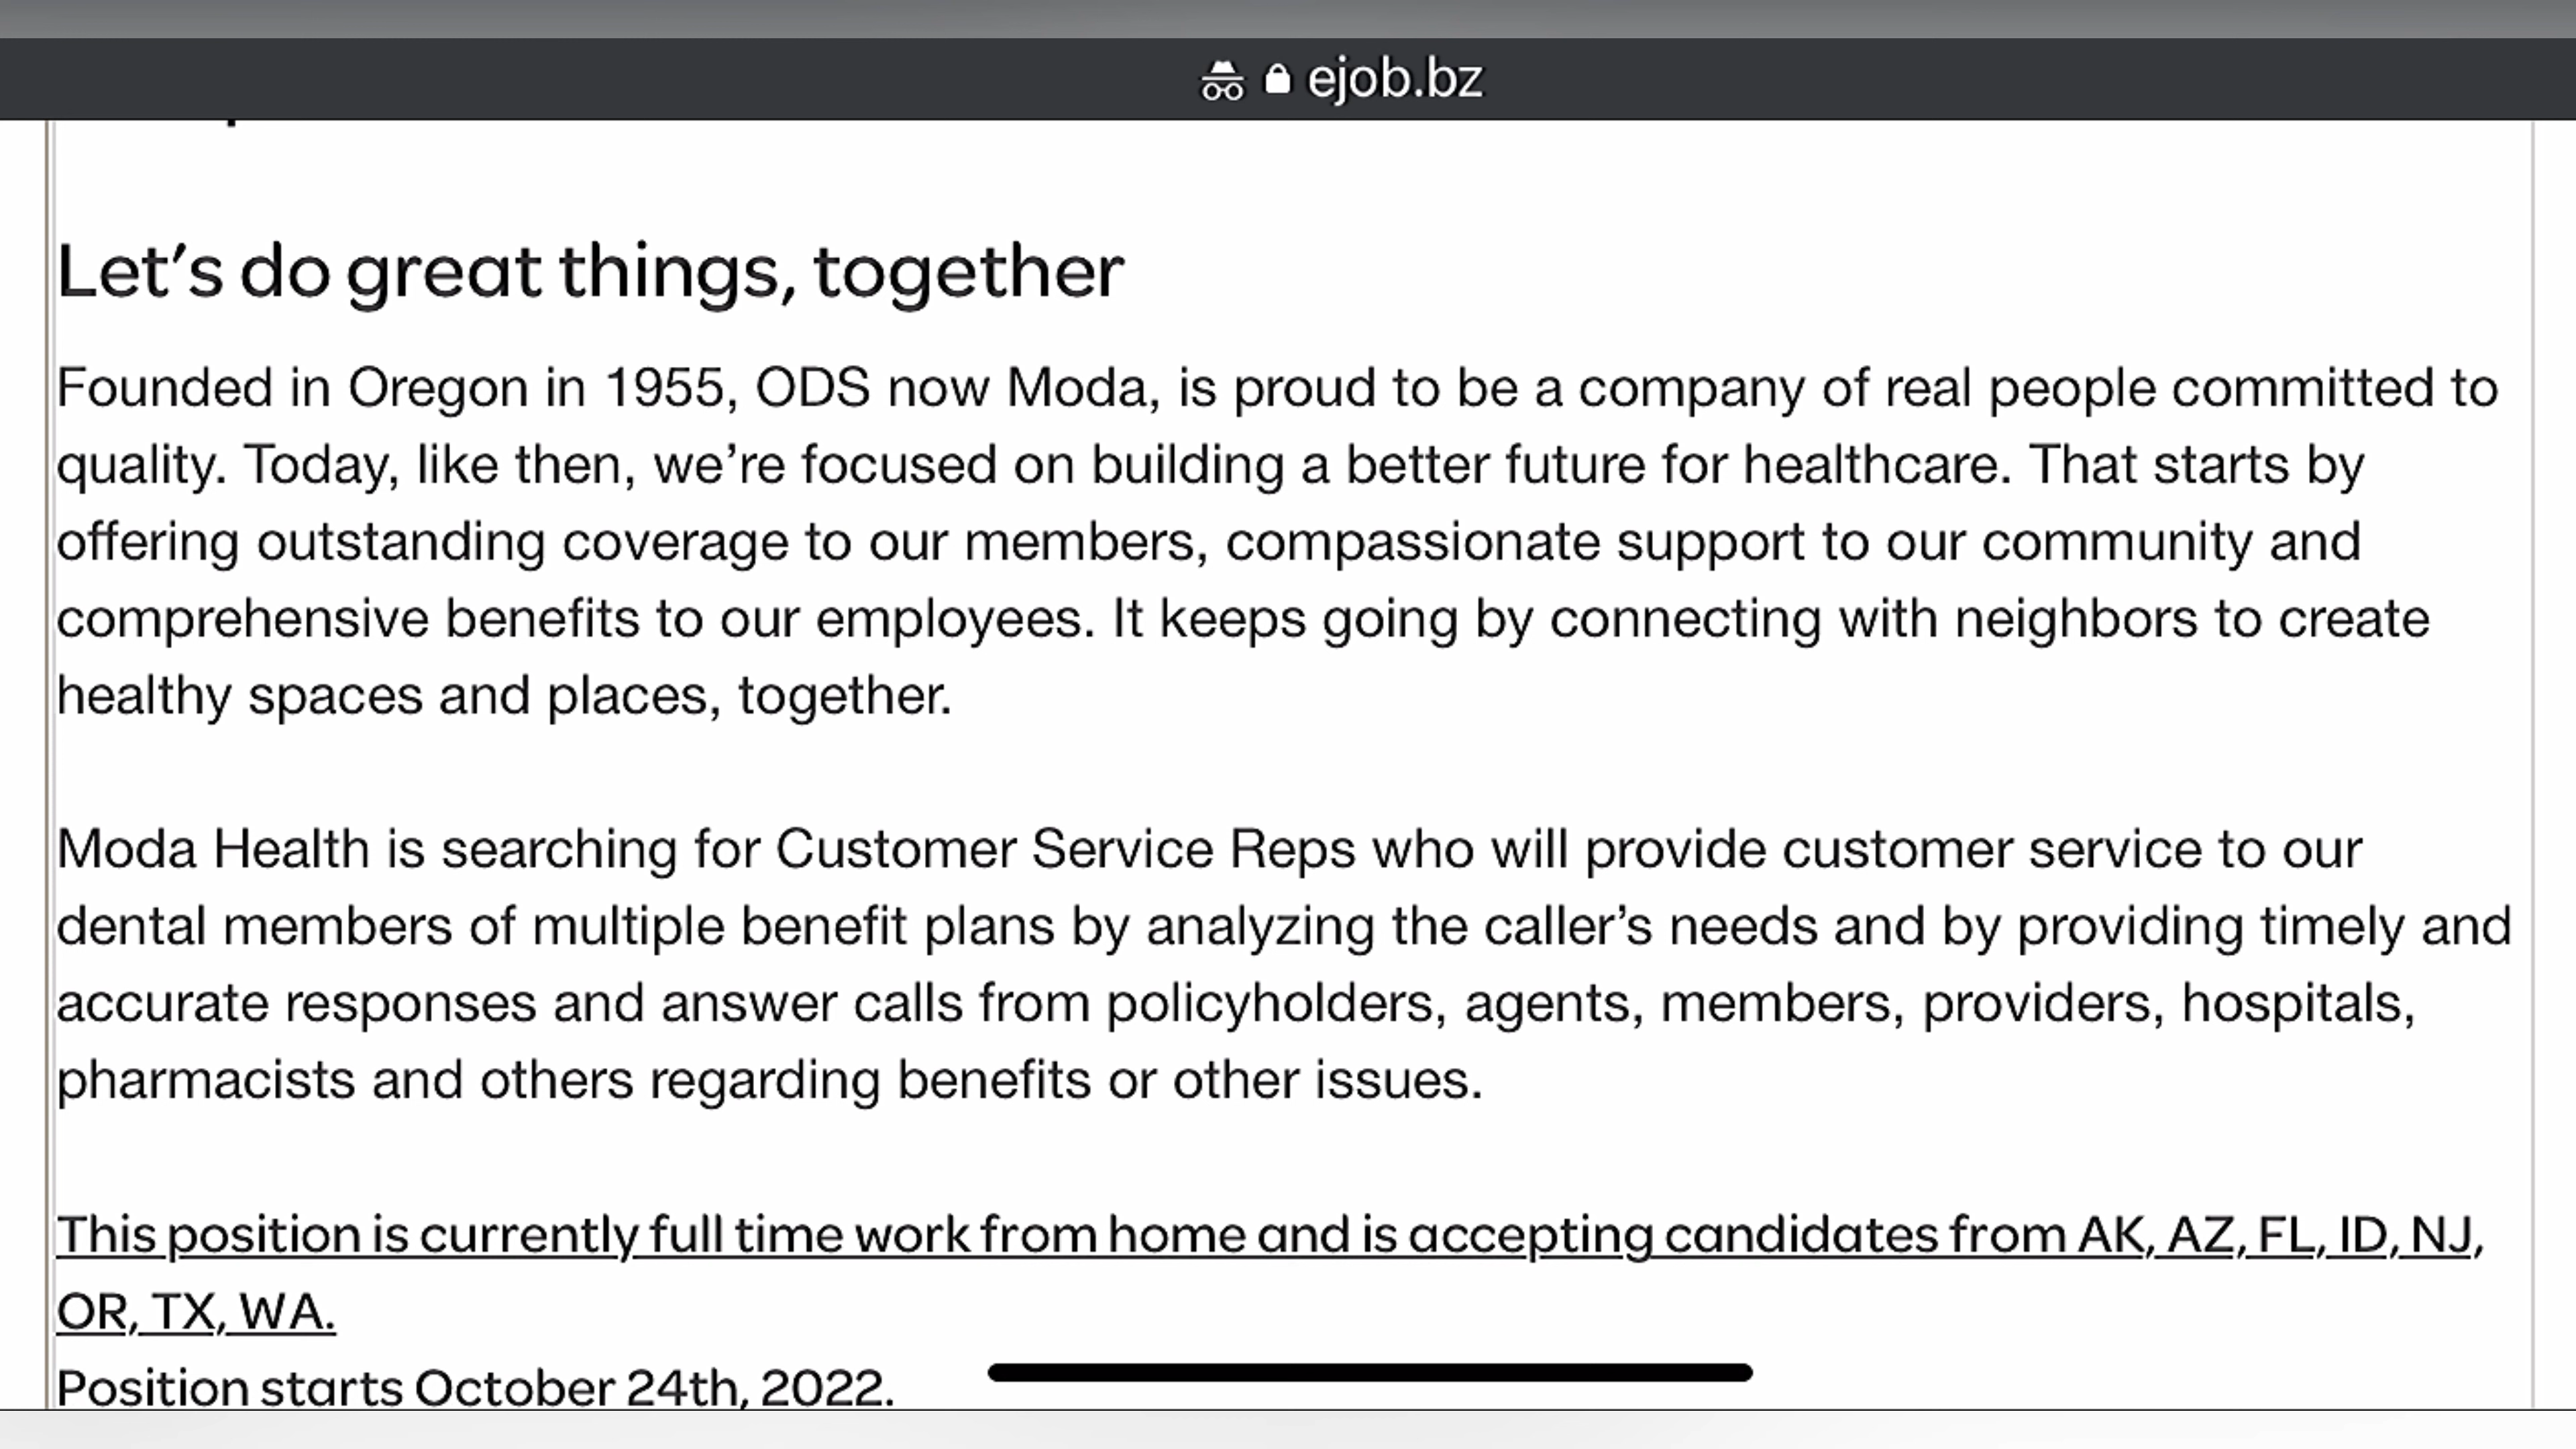 ejob.bz
Let’s do great things, together
Founded in Oregon in 1955, ODS now Moda, is proud to be a company of real people committed to
quality. Today, like then, we’re focused on building a better future for healthcare. That starts by
offering outstanding coverage to our members, compassionate support to our community and
comprehensive benefits to our employees. It keeps going by connecting with neighbors to create
healthy spaces and places, together.
Moda Health is searching for Customer Service Reps who will provide customer service to our
dental members of multiple benefit plans by analyzing the caller’s needs and by providing timely and
accurate responses and answer calls from policyholders, agents, members, providers, hospitals,
pharmacists and others regarding benefits or other issues.
This position is currently full time work from home and is accepting candidates from AK, AZ, FL, ID, NJ,
OR, TX, WA.
Position starts October 24th, 2022.